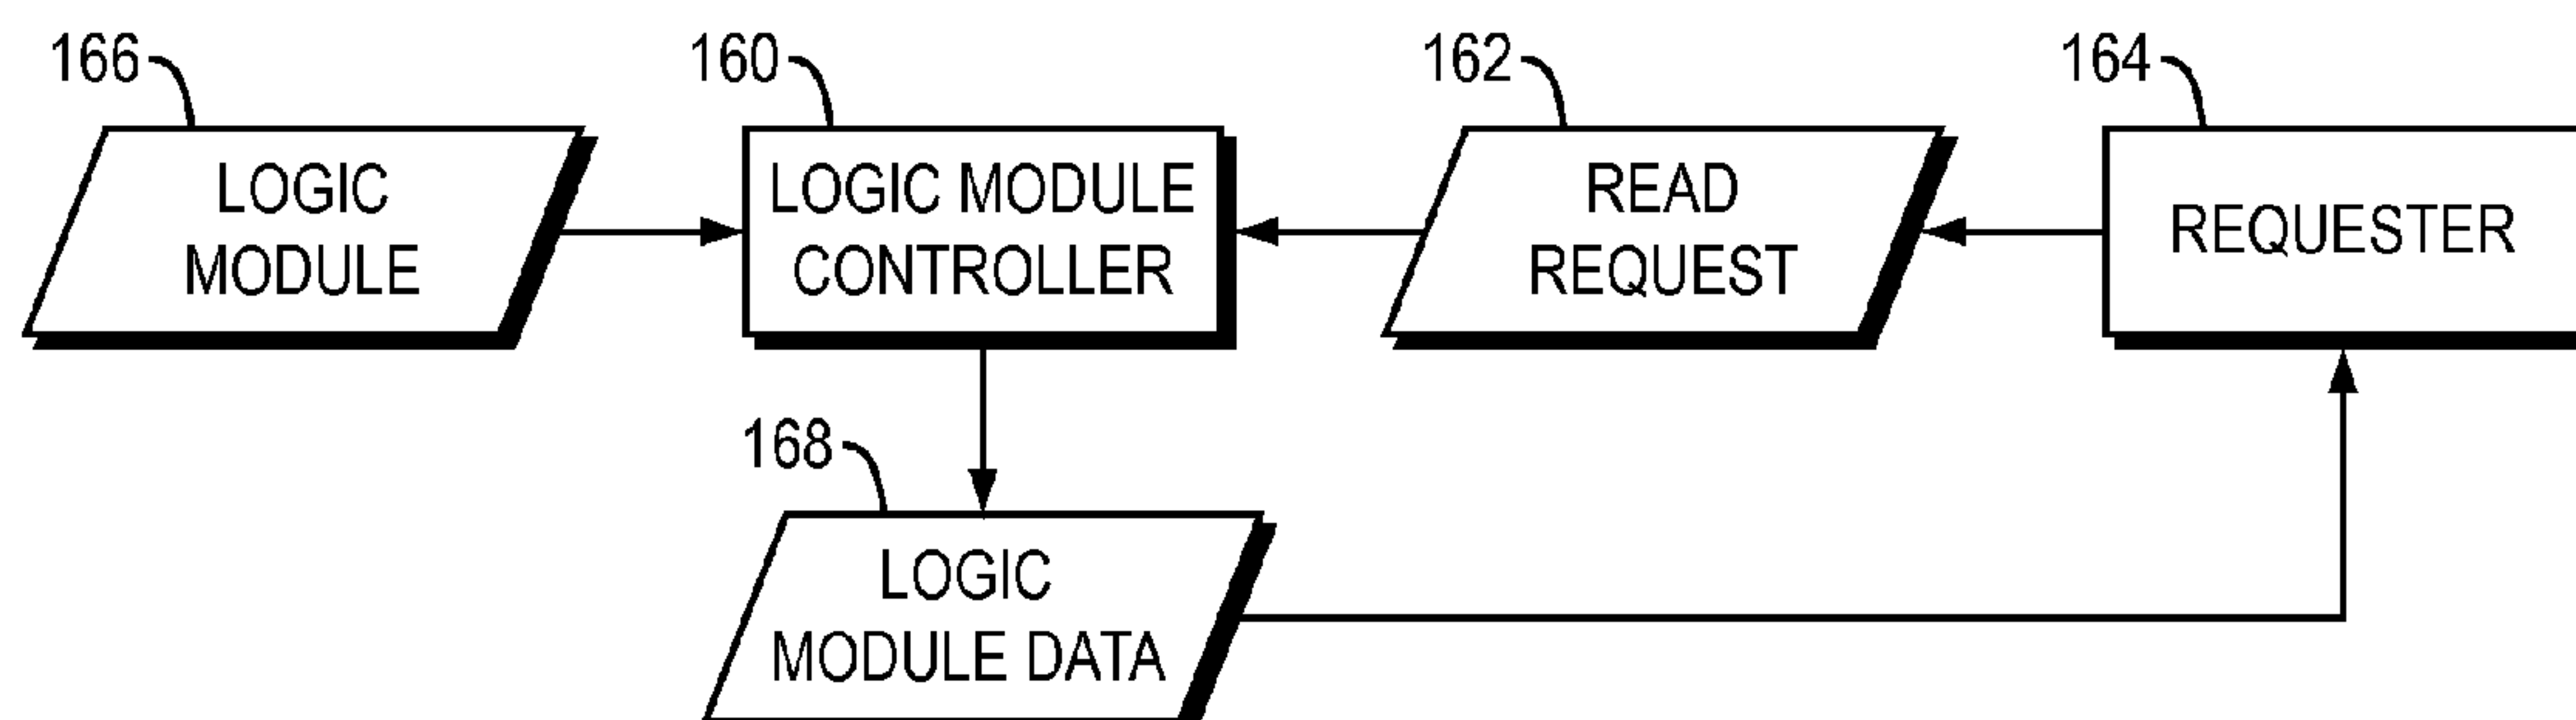 166
160
162
164
LOGIC
MODULE
LOGIC MODULE
CONTROLLER
READ
REQUEST
REQUESTER
168
LOGIC
MODULE DATA